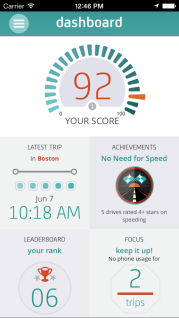 Carrier 12:46 PM
dashboard
92
0 100
YOUR SCORE
LATEST TRIP
in Boston
Jun 7
10:18 AM
ACHIEVEMENTS
No Need for Speed
5 drives rated 4+ stars on
speeding
LEADERBOARD
your rank
06
FOCUS
keep it up!
No phone usage for
2
trips